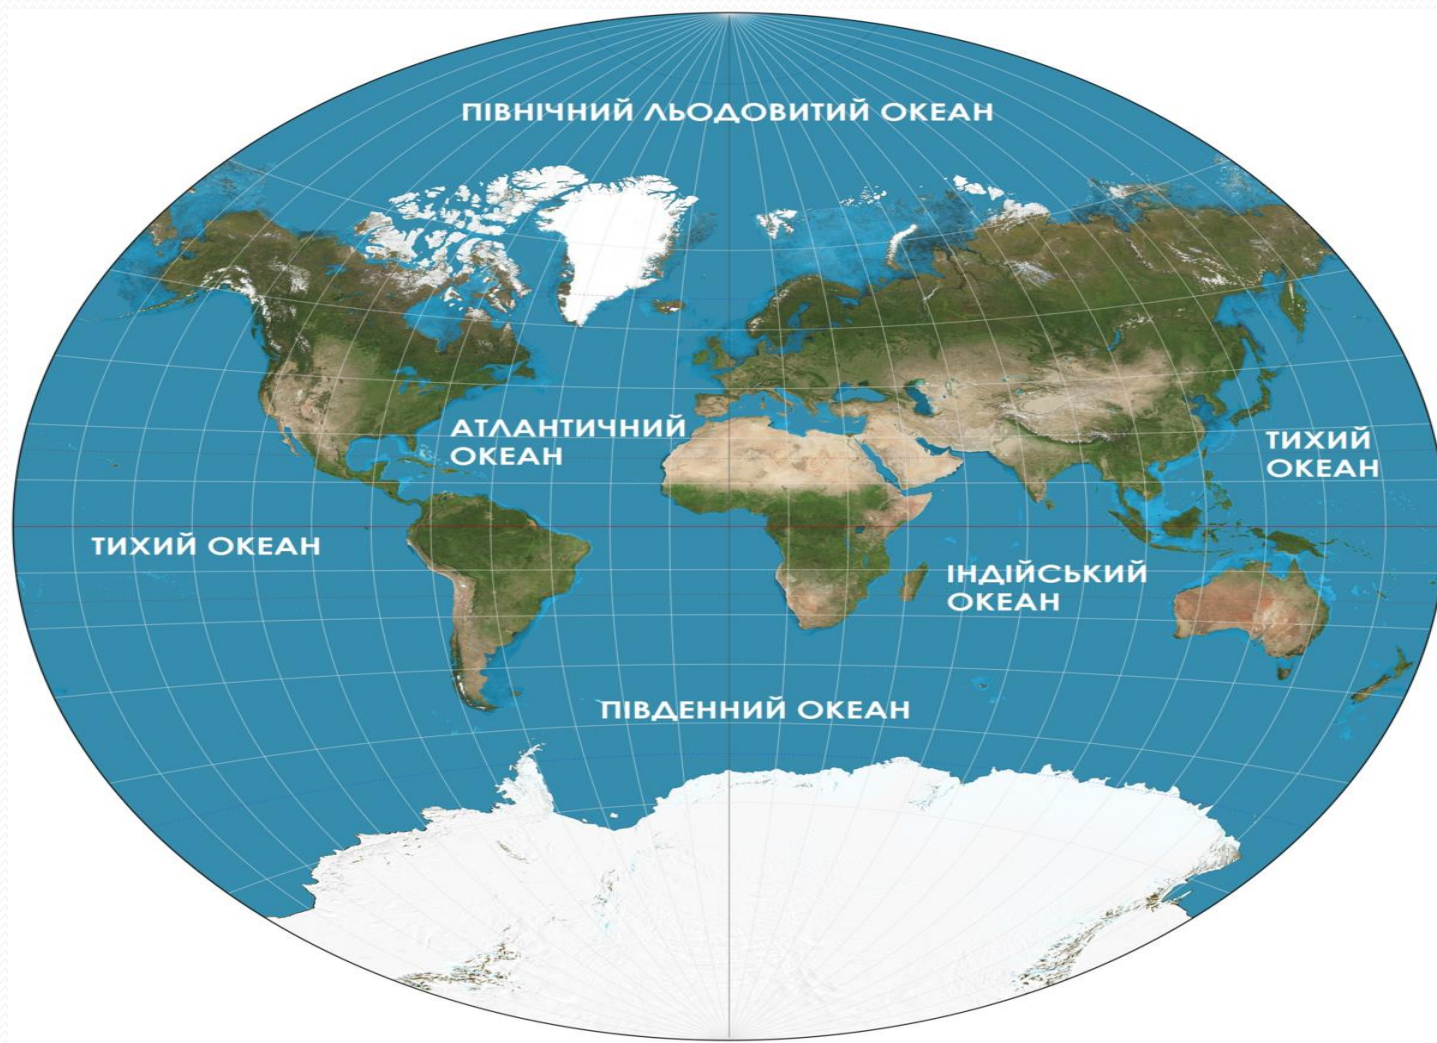 ПІВНІЧНИЙ ЛЬОДОВИТИЙ ОКЕАН
АТЛАНТИЧНИЙ
ОКЕАН
ТИХИЙ
ОКЕАН
ТИХИЙ ОКЕАН
ІНДІЙСЬКИЙ
ОКЕАН
ПІВДЕННИЙ ОКЕАН